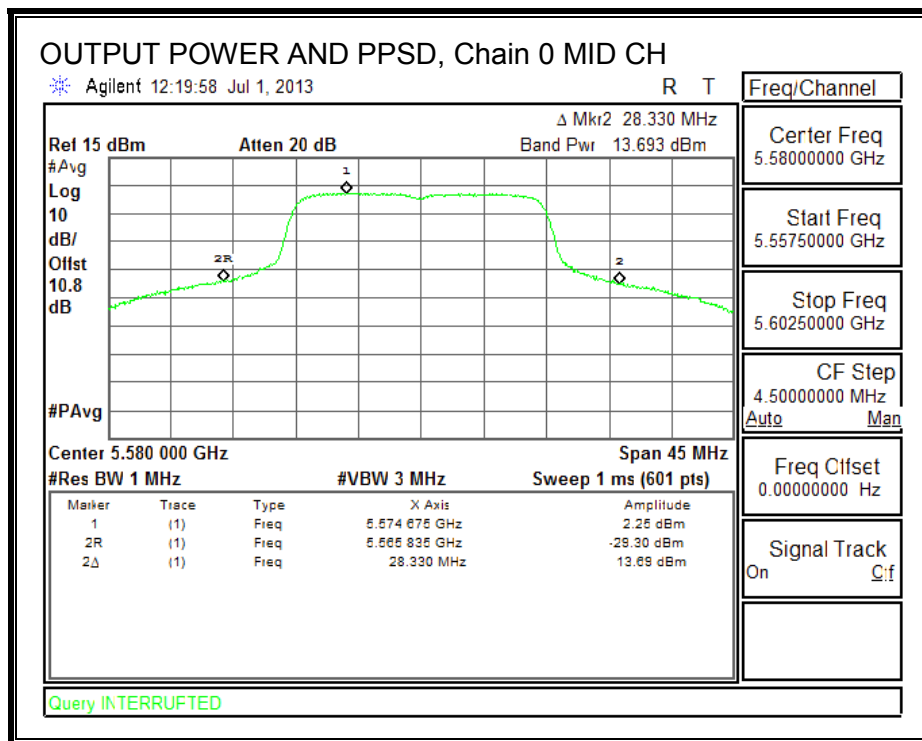 OUTPUT POWER AND PPSD, Chain 0 MID CH
Agilent 12:19:58 Jul 1, 2013 R T
Δ Mkr2 28.330 MHz
Ref 15 dBm Atten 20 dB Band Pwr 13.693 dBm
#Avg
Log
10
dB/
Offst
10.8
dB
#PAvg
1
2R
2
Center 5.580 000 GHz Span 45 MHz
#Res BW 1 MHz #VBW 3 MHz Sweep 1 ms (601 pts)
Marker Trace Type X Axis Amplitude
1 (1) Freq 5.574 675 GHz 2.25 dBm
2R (1) Freq 5.565 835 GHz -28.30 dBm
2Δ (1) Freq 28.330 MHz 13.69 dBm
Query INTERRUPTED
Freq/Channel
Center Freq
5.58000000 GHz
Start Freq
5.55750000 GHz
Stop Freq
5.60250000 GHz
CF Step
4.50000000 MHz
Auto Man
Freq Offset
0.00000000 Hz
Signal Track
On Off